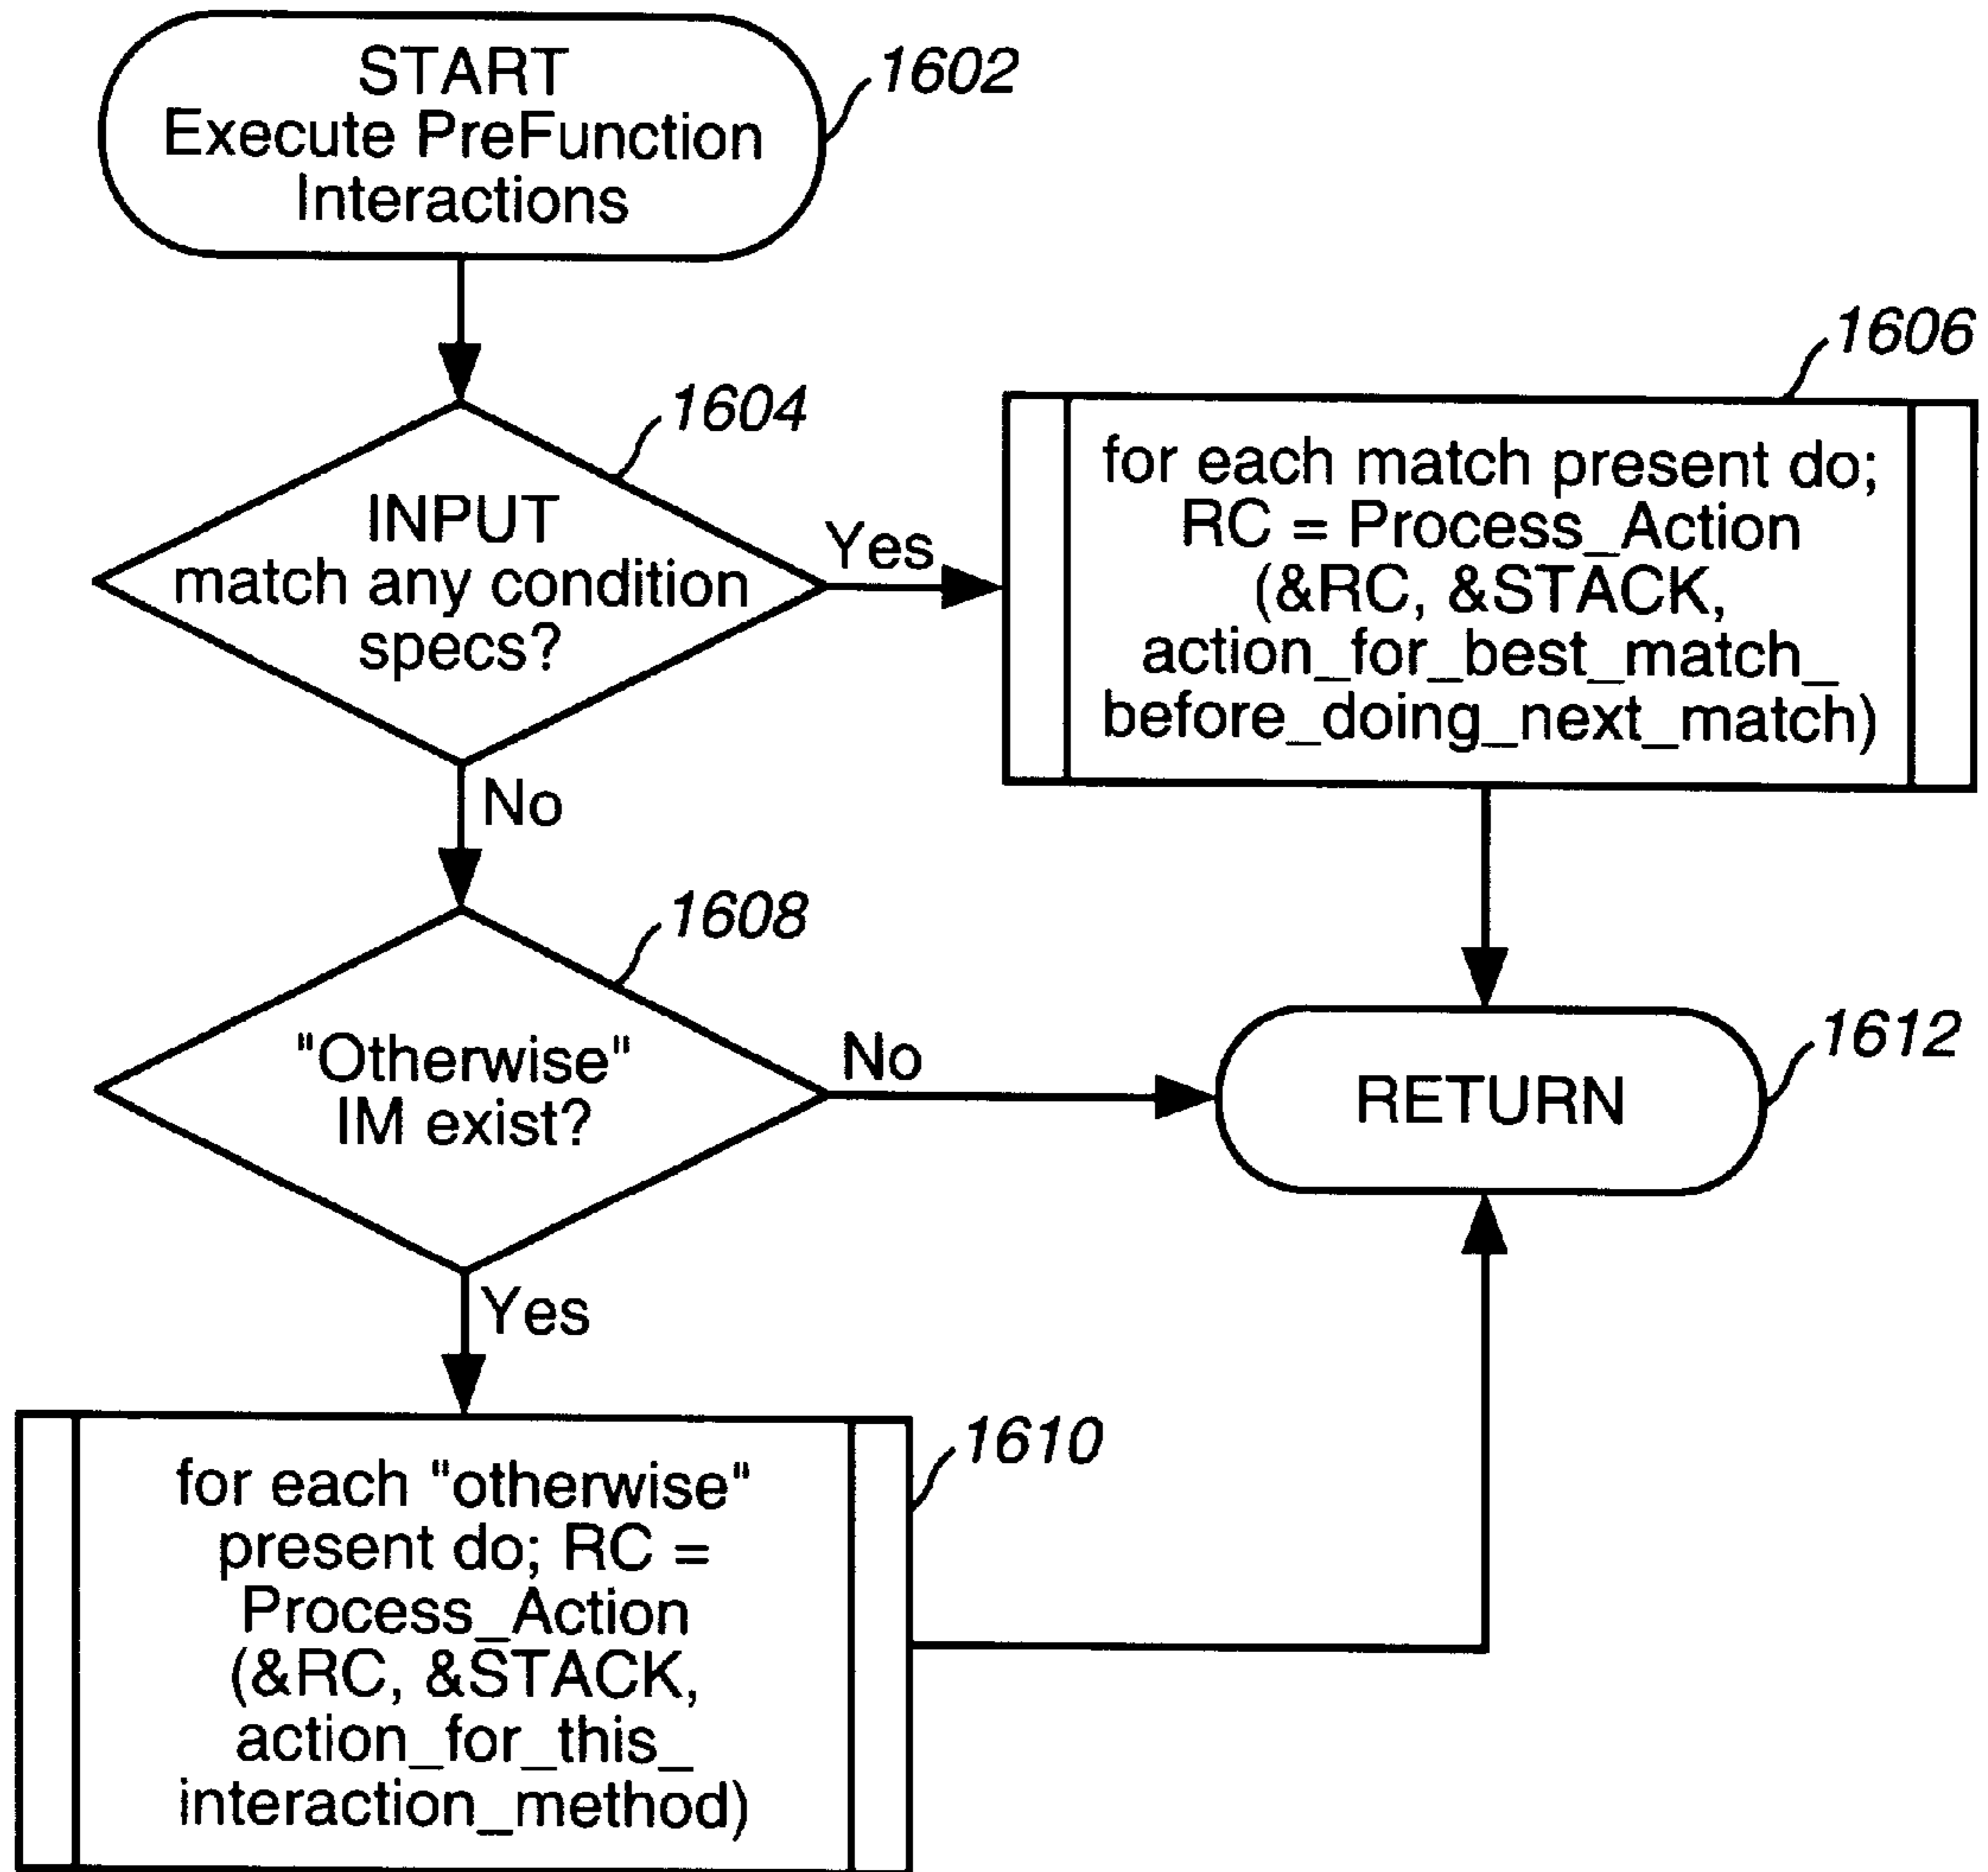 START
Execute PreFunction
Interactions
1602
1604
INPUT
match any condition
specs?
Yes
1606
for each match present do;
RC = Process_Action
(&RC, &STACK,
action_for_best_match_
before_doing_next_match)
No
1608
"Otherwise"
IM exist?
No
1612
RETURN
Yes
1610
for each "otherwise"
present do; RC =
Process_Action
(&RC, &STACK,
action_for_this_
interaction_method)